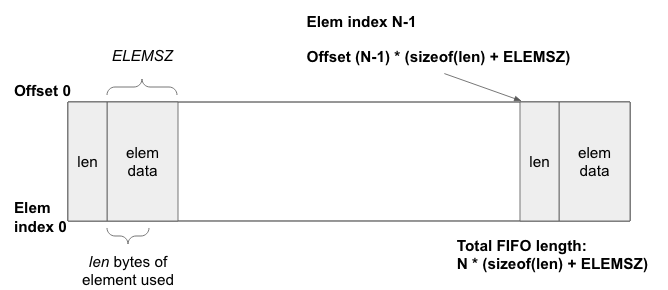 Elem index N-1
ELEMSZ
Offset (N-1) * (sizeof(len) + ELEMSZ)
Offset 0
len
elem
data
len
elem
data
Elem
index 0
len bytes of
element used
Total FIFO length:
N * (sizeof(len) + ELEMSZ)